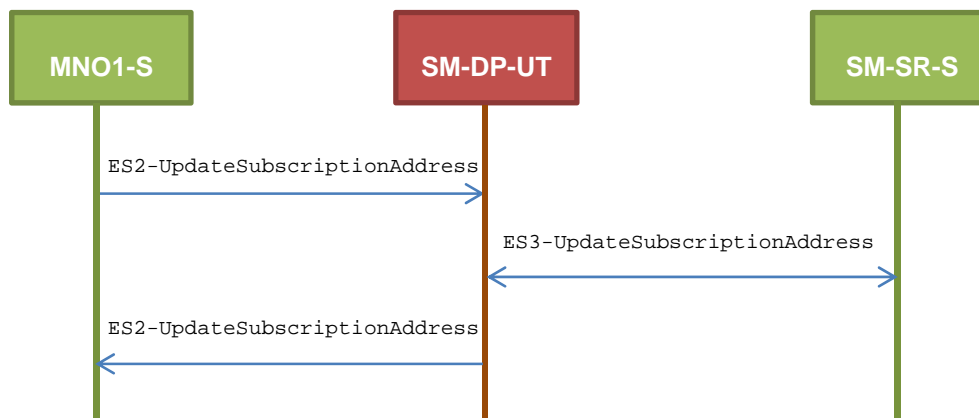 MNO1-S
SM-DP-UT
SM-SR-S
ES2-UpdateSubscriptionAddress
ES3-UpdateSubscriptionAddress
ES2-UpdateSubscriptionAddress